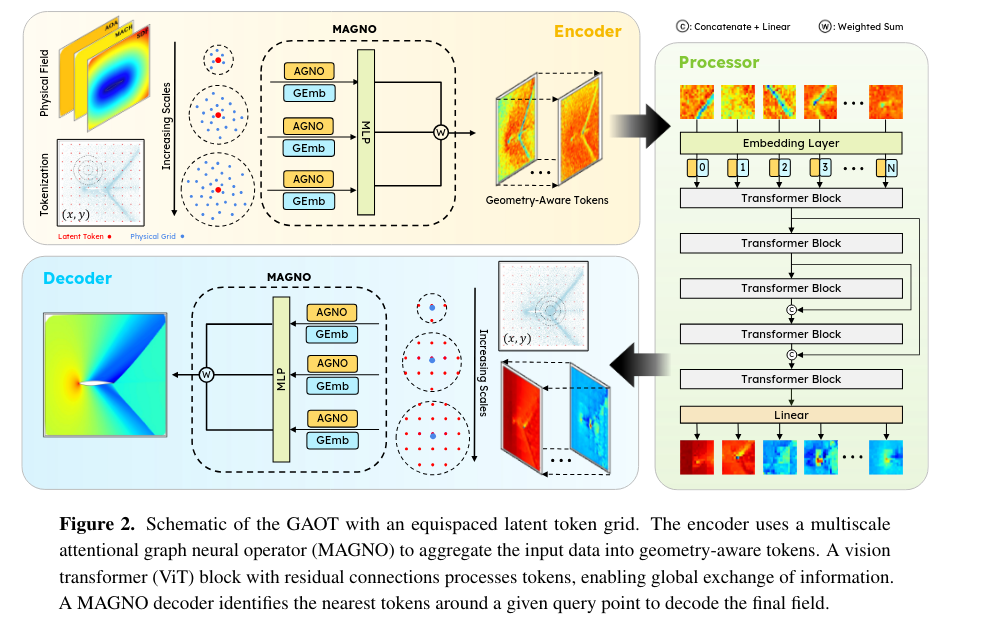 MAGNO
Encoder
Physical Field
AOA
MACH
SDF
Increasing Scales
AGNO
GEmb
AGNO
GEmb
AGNO
GEmb
MLP
W
Tokenization
(x, y)
Latent Token
Physical Grid
Geometry-Aware Tokens
C: Concatenate + Linear
W: Weighted Sum
Processor
Embedding Layer
0
1
2
3
N
Transformer Block
Transformer Block
Transformer Block
C
Transformer Block
C
Transformer Block
Linear
Decoder
MAGNO
W
MLP
AGNO
GEmb
AGNO
GEmb
AGNO
GEmb
Increasing Scales
(x, y)
Figure 2. Schematic of the GAOT with an equispaced latent token grid. The encoder uses a multiscale
attentional graph neural operator (MAGNO) to aggregate the input data into geometry-aware tokens. A vision
transformer (ViT) block with residual connections processes tokens, enabling global exchange of information.
A MAGNO decoder identifies the nearest tokens around a given query point to decode the final field.